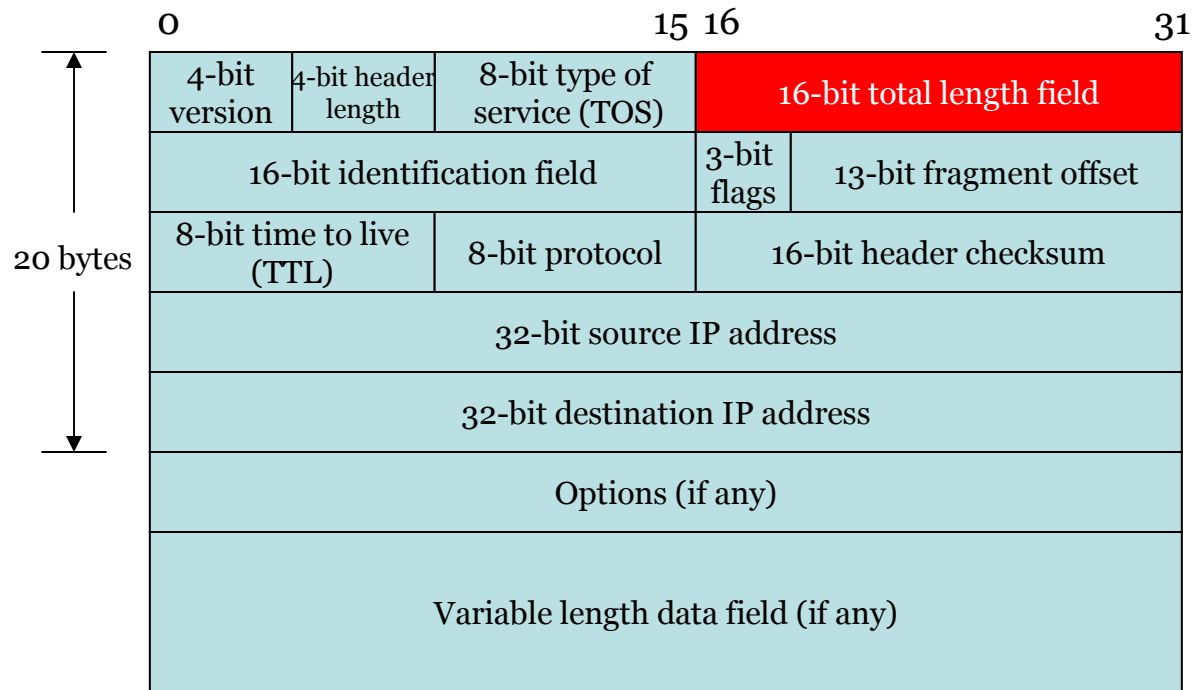 0 15 16 31
4-bit version
4-bit header length
8-bit type of service (TOS)
16-bit total length field
16-bit identification field
3-bit flags
13-bit fragment offset
20 bytes
8-bit time to live (TTL)
8-bit protocol
16-bit header checksum
32-bit source IP address
32-bit destination IP address
Options (if any)
Variable length data field (if any)